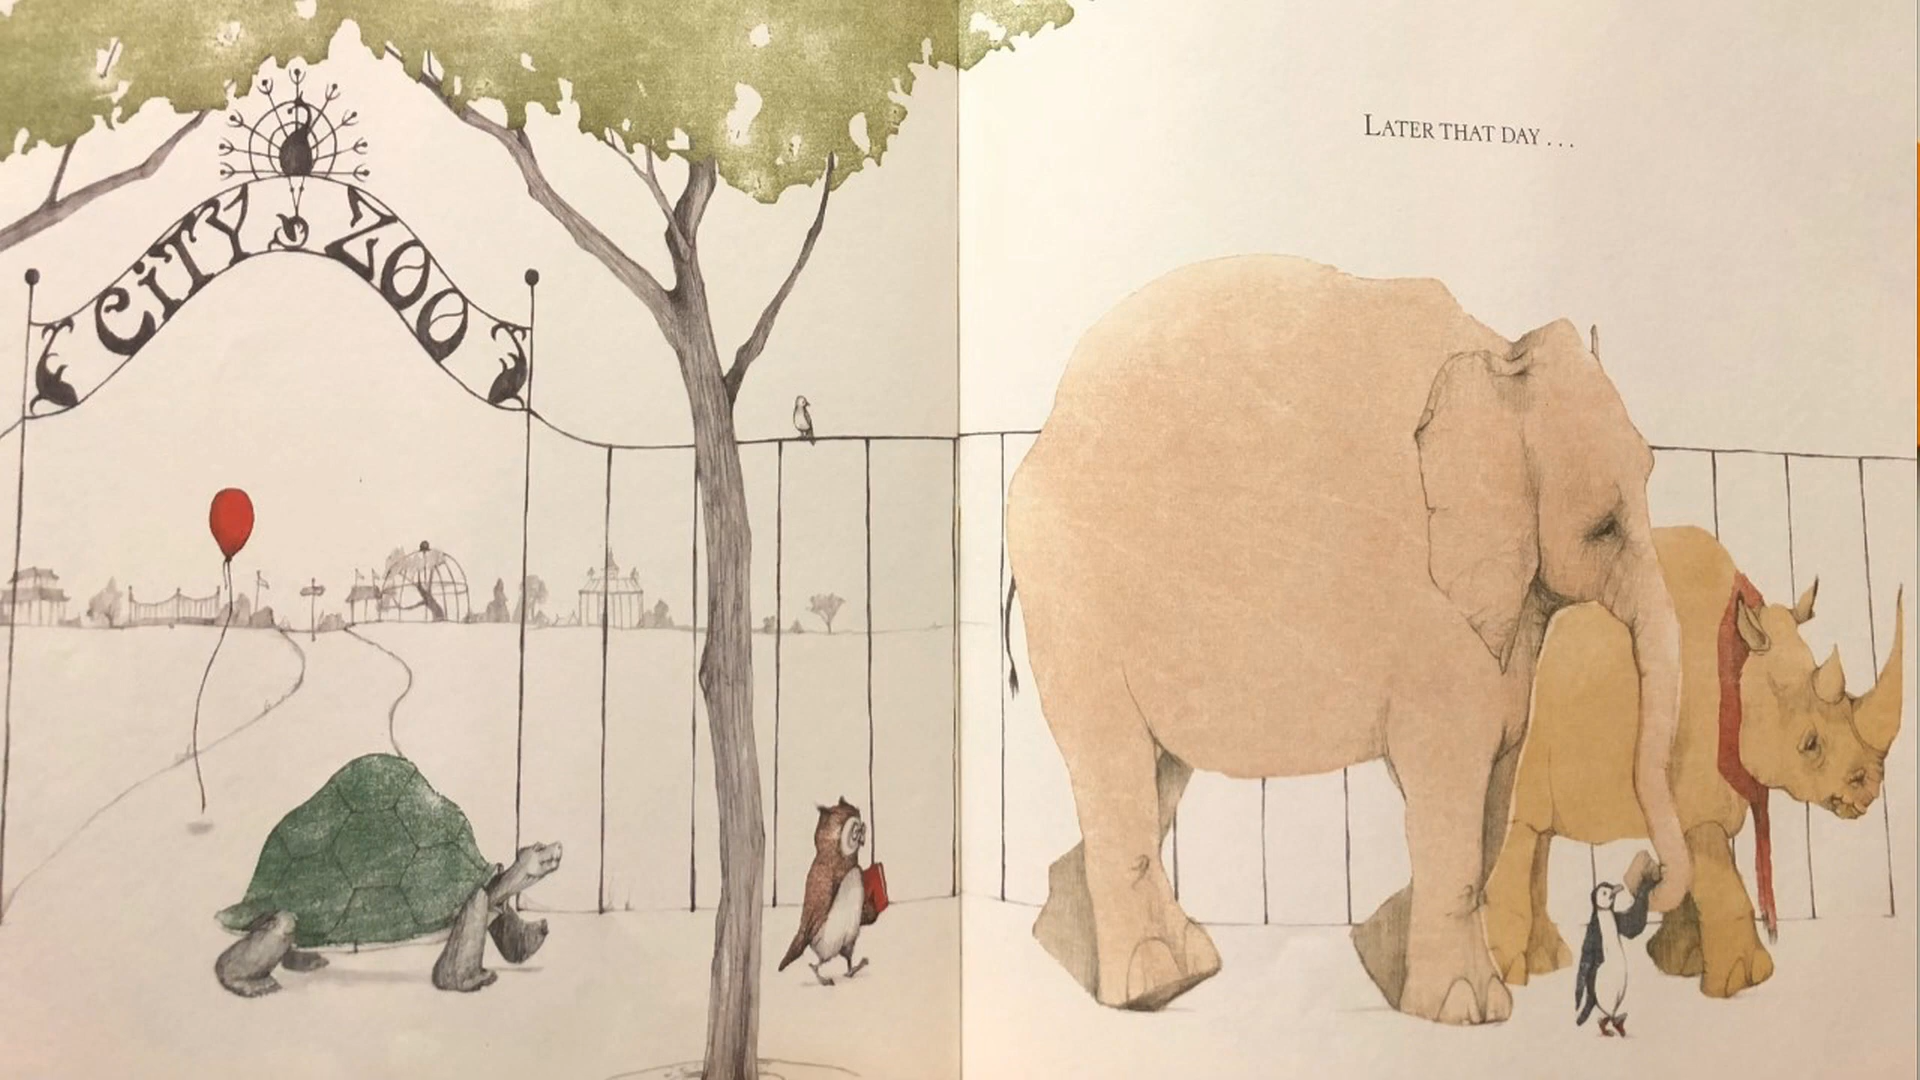 CiTY ZOO
LATER THAT DAY . . .